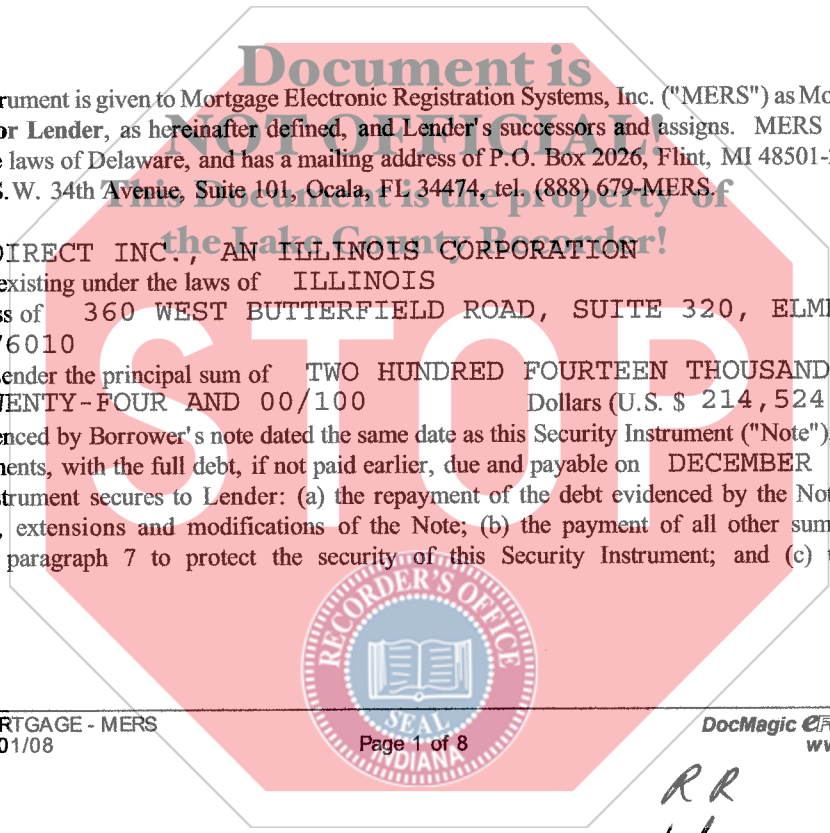 Document is
rument is given to Mortgage Electronic Registration Systems, Inc. ("MERS") as Mo
or Lender, as hereinafter defined, and Lender's successors and assigns. MERS
NOT OFFICIAL!
e laws of Delaware, and has a mailing address of P.O. Box 2026, Flint, MI 48501-
S.W. 34th Avenue, Suite 101, Ocala, FL 34474, tel. (888) 679-MERS.
This Document is the property of
the Lake County Recorder!
DIRECT INC., AN ILLINOIS CORPORATION
existing under the laws of ILLINOIS
ss of 360 WEST BUTTERFIELD ROAD, SUITE 320, ELM
76010
ender the principal sum of TWO HUNDRED FOURTEEN THOUSAND
WENTY-FOUR AND 00/100 Dollars (U.S. $ 214,524
enced by Borrower's note dated the same date as this Security Instrument ("Note")
ments, with the full debt, if not paid earlier, due and payable on DECEMBER
strument secures to Lender: (a) the repayment of the debt evidenced by the Not
, extensions and modifications of the Note; (b) the payment of all other sum
paragraph 7 to protect the security of this Security Instrument; and (c)
STOP
RECORDER'S OFFICE
SEAL
INDIANA
RTGAGE - MERS
01/08
Page 1 of 8
DocMagic
ww
R R